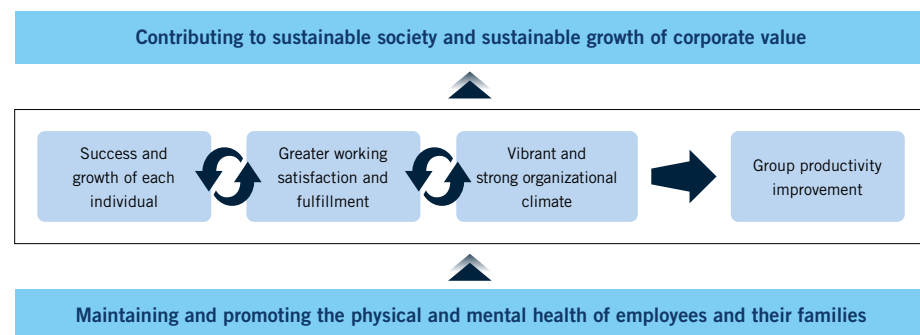 Contributing to sustainable society and sustainable growth of corporate value
Success and
growth of each
individual
Greater working
satisfaction and
fulfillment
Vibrant and
strong organizational
climate
Group productivity
improvement
Maintaining and promoting the physical and mental health of employees and their families